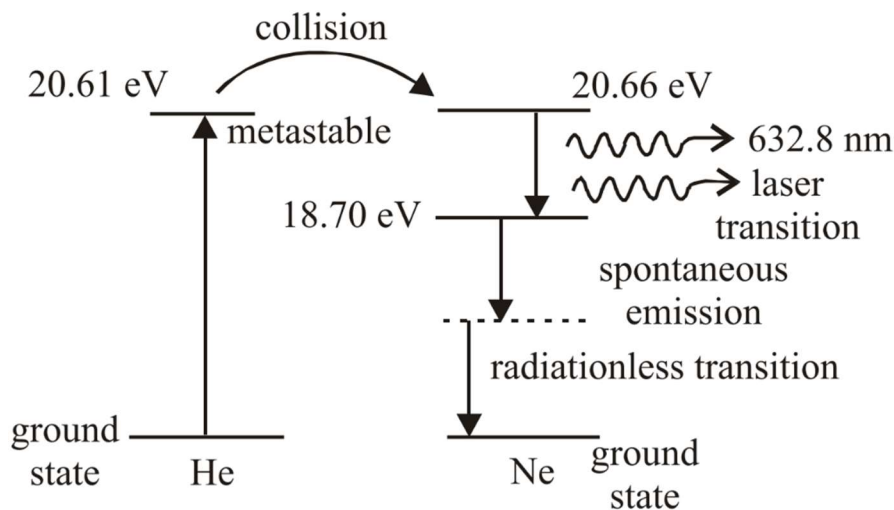 collision
20.61 eV
20.66 eV
metastable
632.8 nm
laser
transition
18.70 eV
spontaneous
emission
radiationless transition
ground
state
He
Ne
ground
state